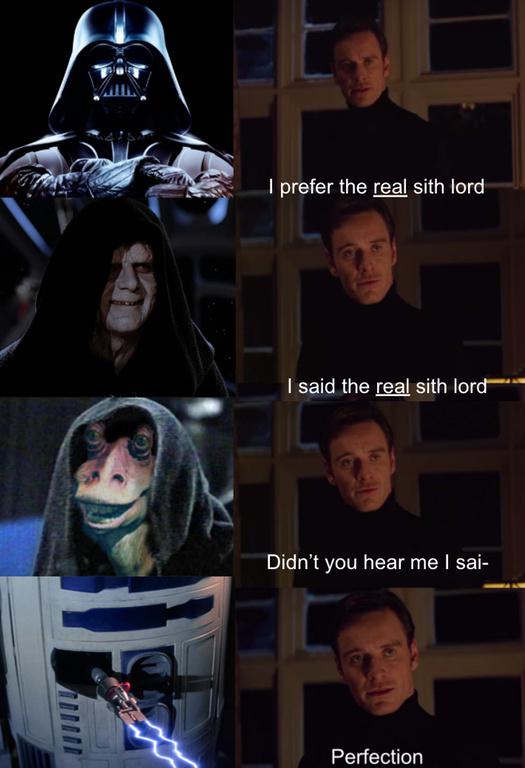 I prefer the real sith lord
I said the real sith lord
Didn’t you hear me I sai-
Perfection